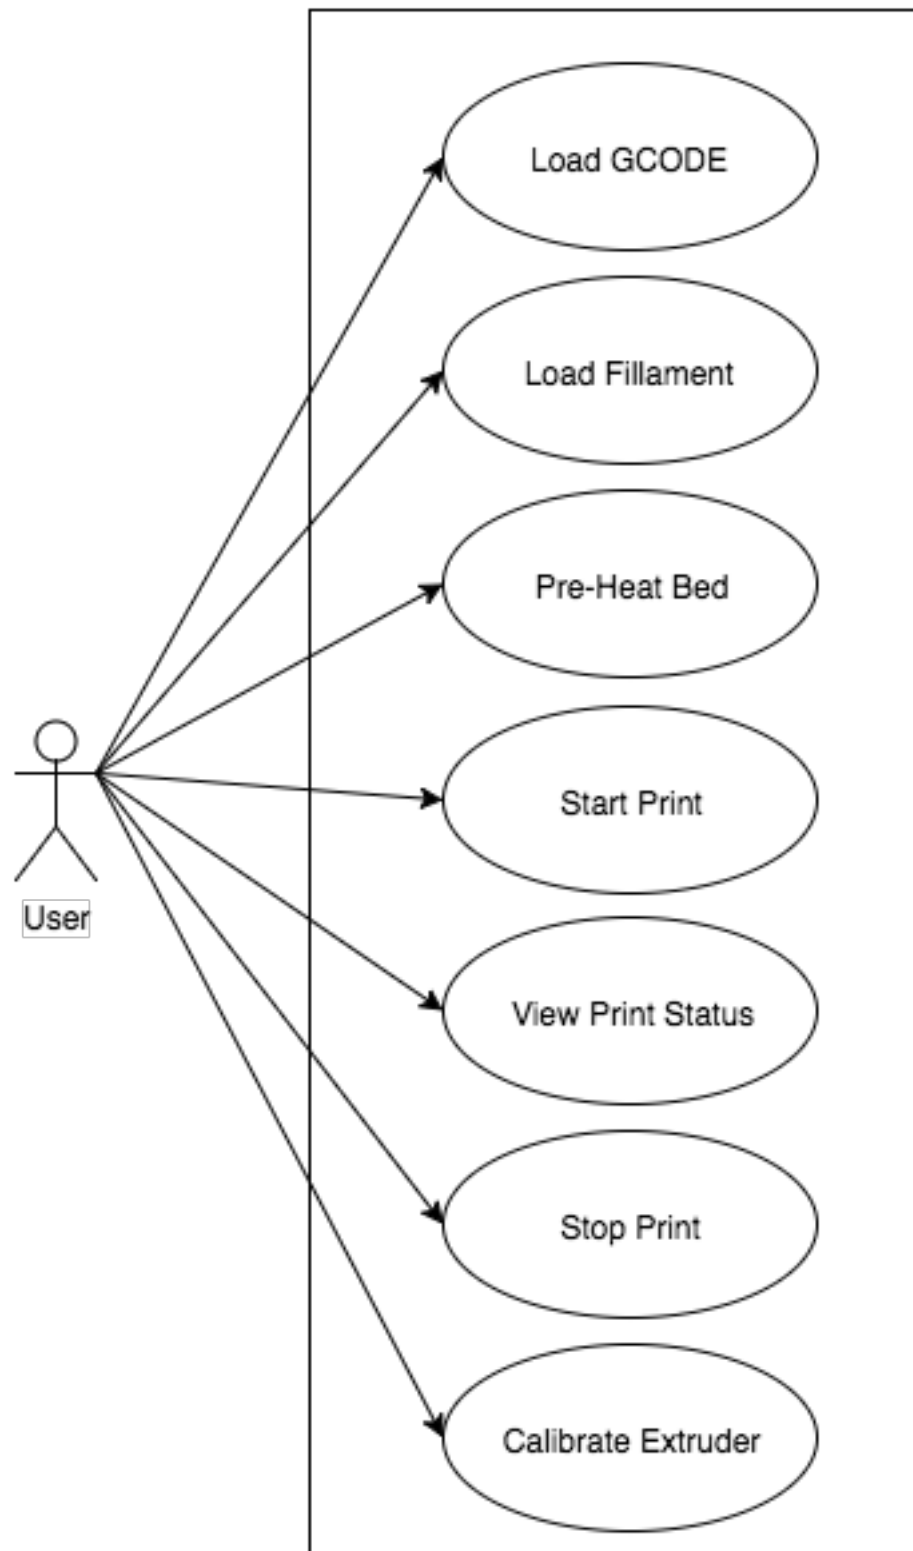 Load GCODE
Load Fillament
Pre-Heat Bed
Start Print
User
View Print Status
Stop Print
Calibrate Extruder